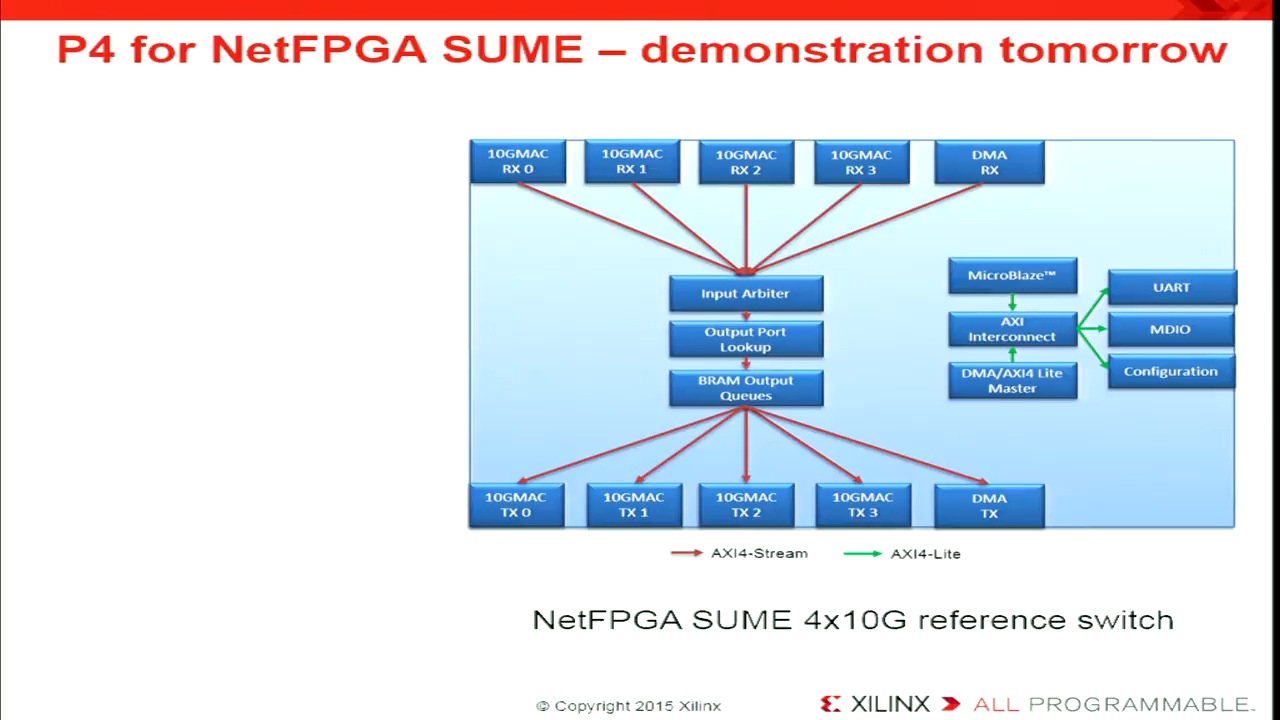 P4 for NetFPGA SUME – demonstration tomorrow
10GMAC
RX 0
10GMAC
RX 1
10GMAC
RX 2
10GMAC
RX 3
DMA
RX
Input Arbiter
Output Port
Lookup
BRAM Output
Queues
MicroBlaze™
AXI
Interconnect
DMA/AXI4 Lite
Master
UART
MDIO
Configuration
10GMAC
TX 0
10GMAC
TX 1
10GMAC
TX 2
10GMAC
TX 3
DMA
TX
AXI4-Stream
AXI4-Lite
NetFPGA SUME 4x10G reference switch
© Copyright 2015 Xilinx
XILINX
ALL PROGRAMMABLE™